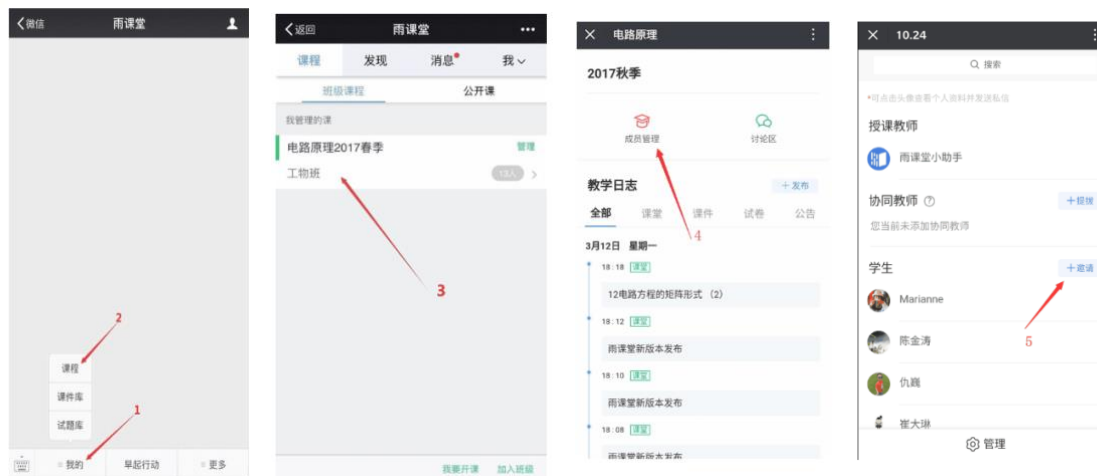 微信
雨课堂
2
课程
课件库
试题库
1
我的
早起行动
更多
返回
雨课堂
课程
发现
消息
我
班级课程
公开课
我管理的课
电路原理2017春季
管理
工物班
13人
3
我要开课
加入班级
电路原理
2017秋季
成员管理
讨论区
教学日志
+发布
全部
课堂
课件
试卷
公告
4
3月12日 星期一
18:18 课堂
12电路方程的矩阵形式 (2)
18:12 课堂
雨课堂新版本发布
18:10 课堂
雨课堂新版本发布
18:08 课堂
雨课堂新版本发布
10.24
搜索
*可点击头像查看个人资料并发送私信
授课教师
雨课堂小助手
协同教师
+提拔
您当前未添加协同教师
学生
+邀请
Marianne
陈金涛
5
仇巍
崔大琳
管理